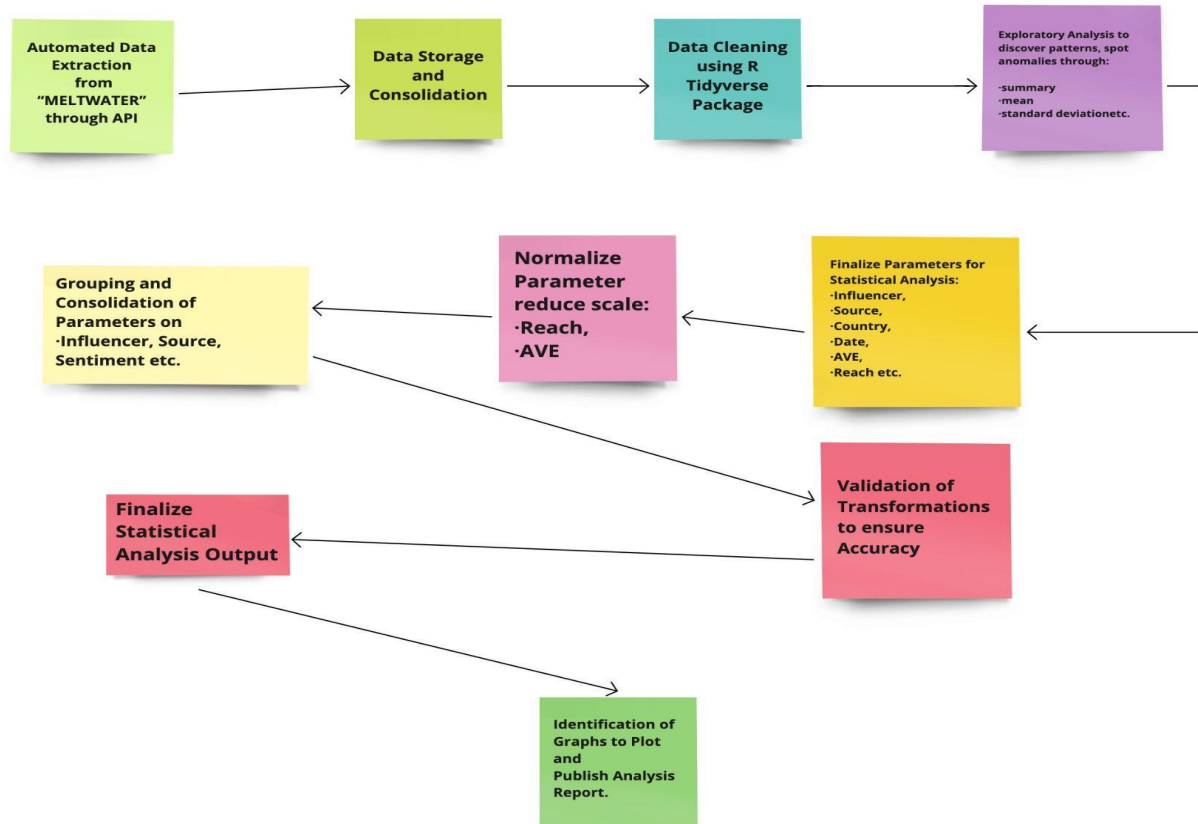 Automated Data
Extraction
from
“MELTWATER”
through API
Data Storage
and
Consolidation
Data Cleaning
using R
Tidyverse
Package
Exploratory Analysis to
discover patterns, spot
anomalies through:
·summary
·mean
·standard deviationetc.
Grouping and
Consolidation of
Parameters on
·Influencer, Source,
Sentiment etc.
Normalize
Parameter
reduce scale:
·Reach,
·AVE
Finalize Parameters for
Statistical Analysis:
·Influencer,
·Source,
·Country,
·Date,
·AVE,
·Reach etc.
Finalize
Statistical
Analysis Output
Validation of
Transformations
to ensure
Accuracy
Identification of
Graphs to Plot
and
Publish Analysis
Report.